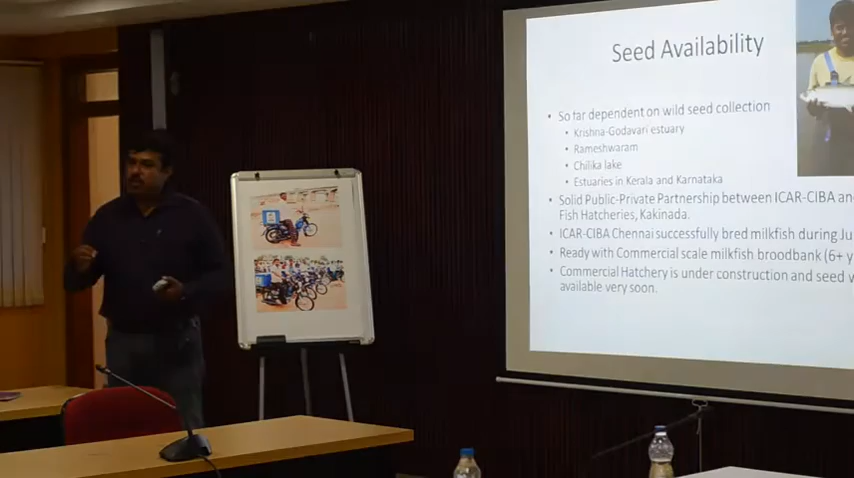 Seed Availability
• So far dependent on wild seed collection
• Krishna-Godavari estuary
• Rameshwaram
• Chilika lake
• Estuaries in Kerala and Karnataka
• Solid Public-Private Partnership between ICAR-CIBA an
Fish Hatcheries, Kakinada.
• ICAR-CIBA Chennai successfully bred milkfish during Ju
• Ready with Commercial scale milkfish broodbank (6+ y
• Commercial Hatchery is under construction and seed w
available very soon.